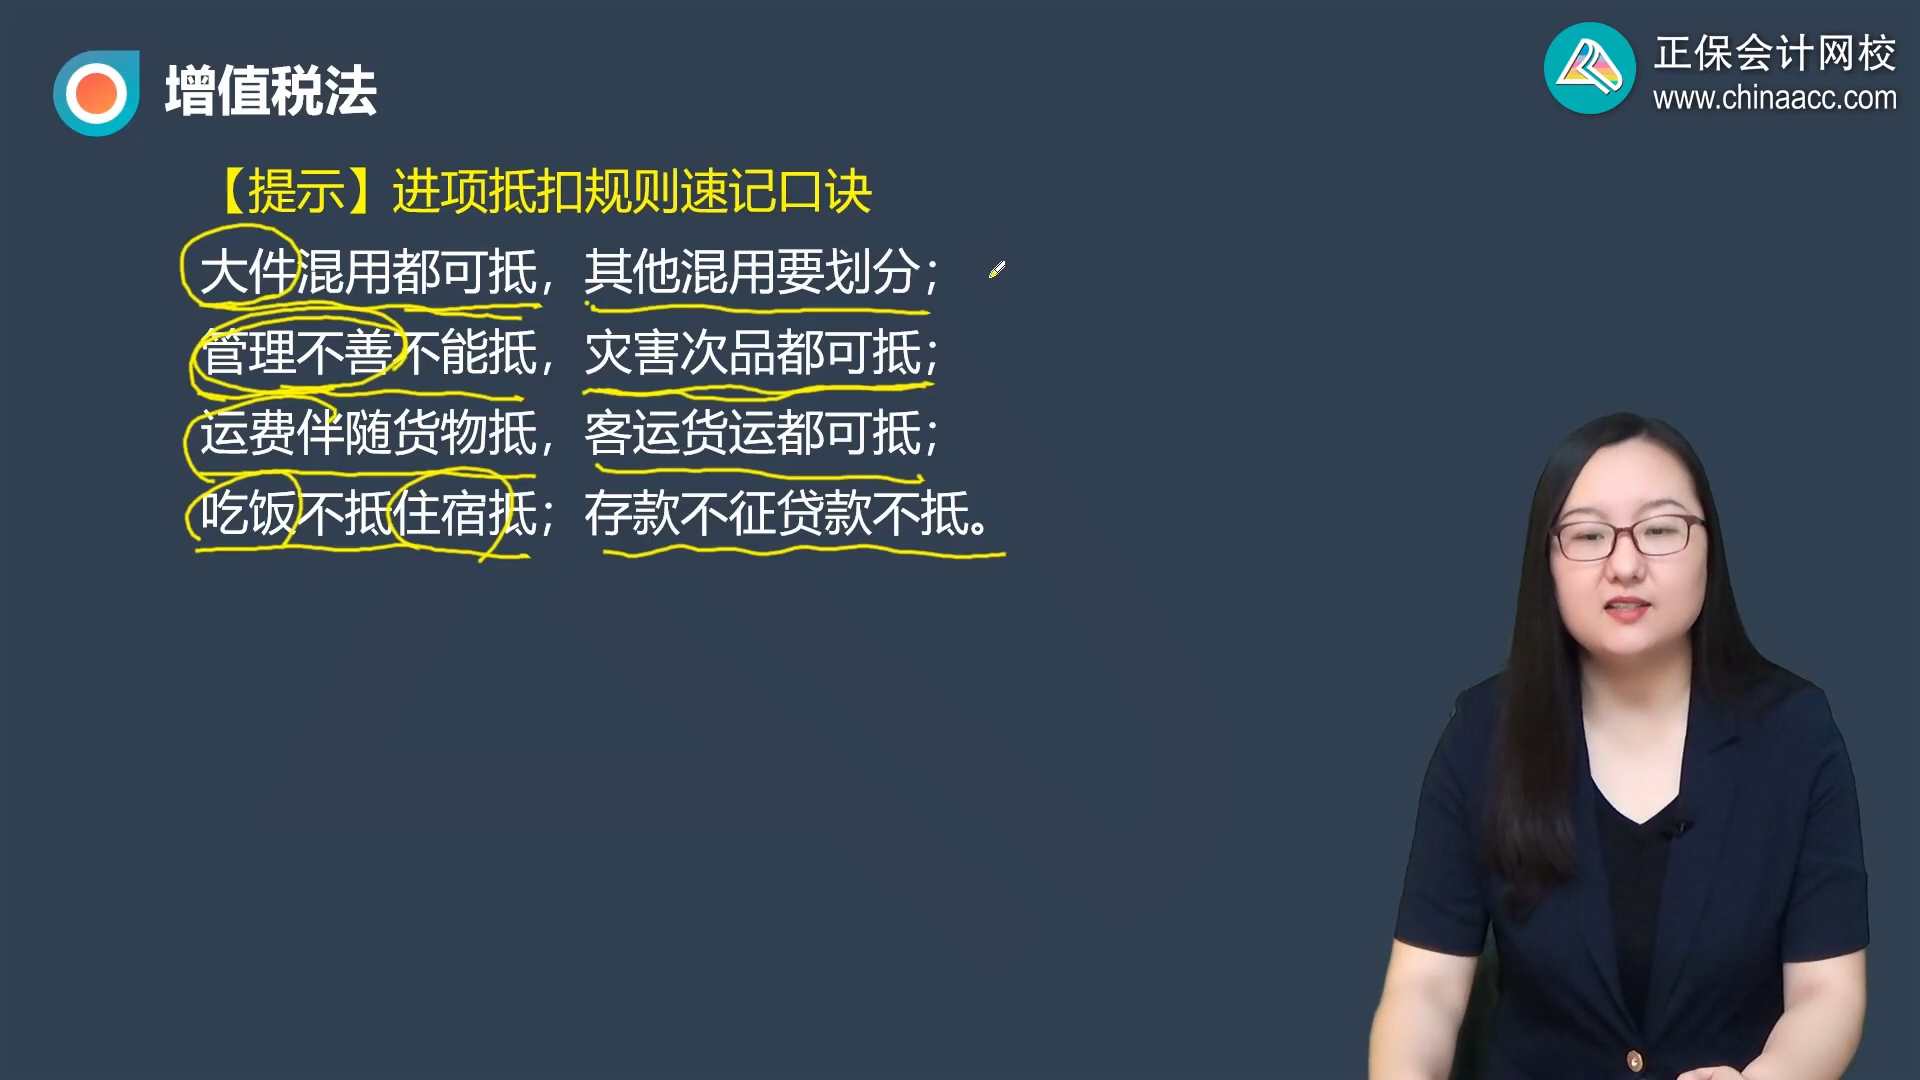 增值税法
正保会计网校
www.chinaacc.com
【提示】进项抵扣规则速记口诀
大件混用都可抵，其他混用要划分；
管理不善不能抵，灾害次品都可抵；
运费伴随货物抵，客运货运都可抵；
吃饭不抵住宿抵；存款不征贷款不抵。